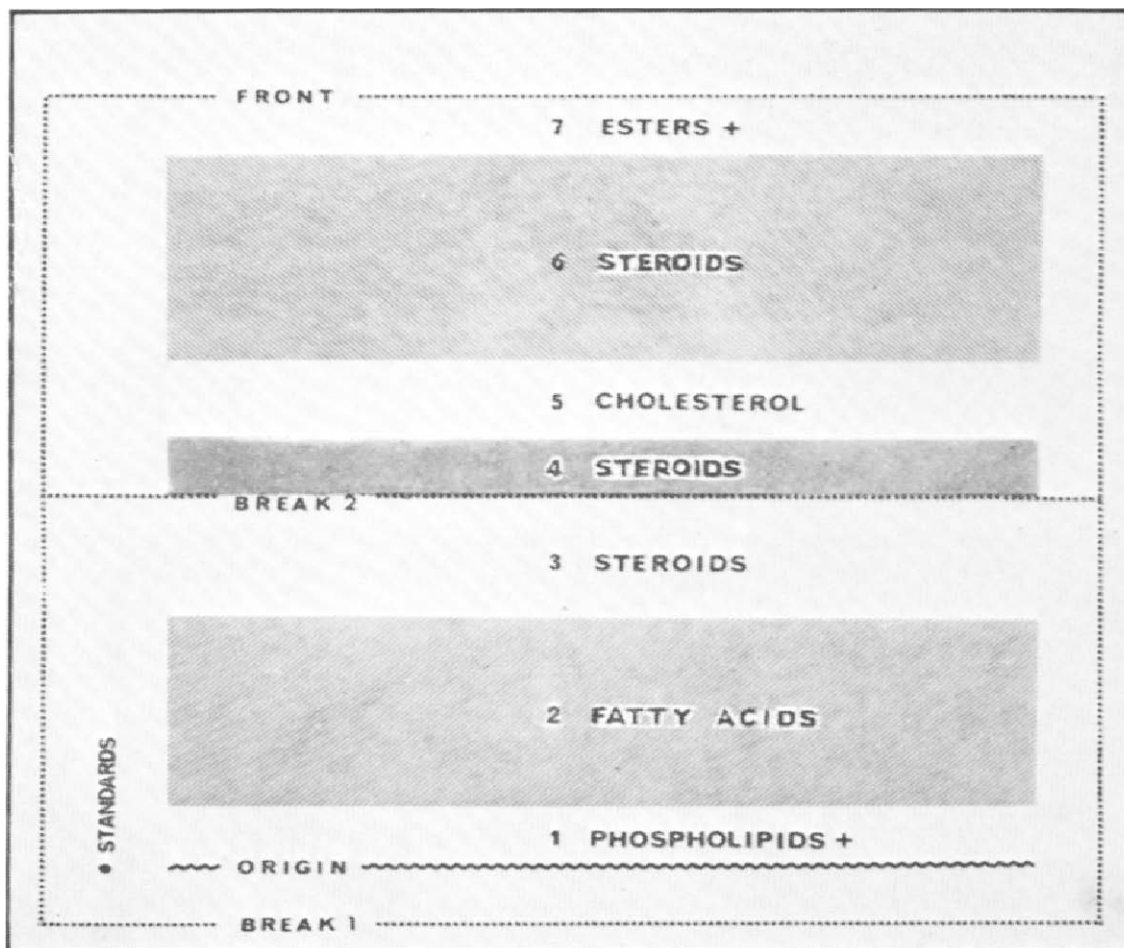 FRONT
7 ESTERS +
6 STEROIDS
5 CHOLESTEROL
4 STEROIDS
BREAK 2
3 STEROIDS
2 FATTY ACIDS
• STANDARDS
1 PHOSPHOLIPIDS +
ORIGIN
BREAK 1